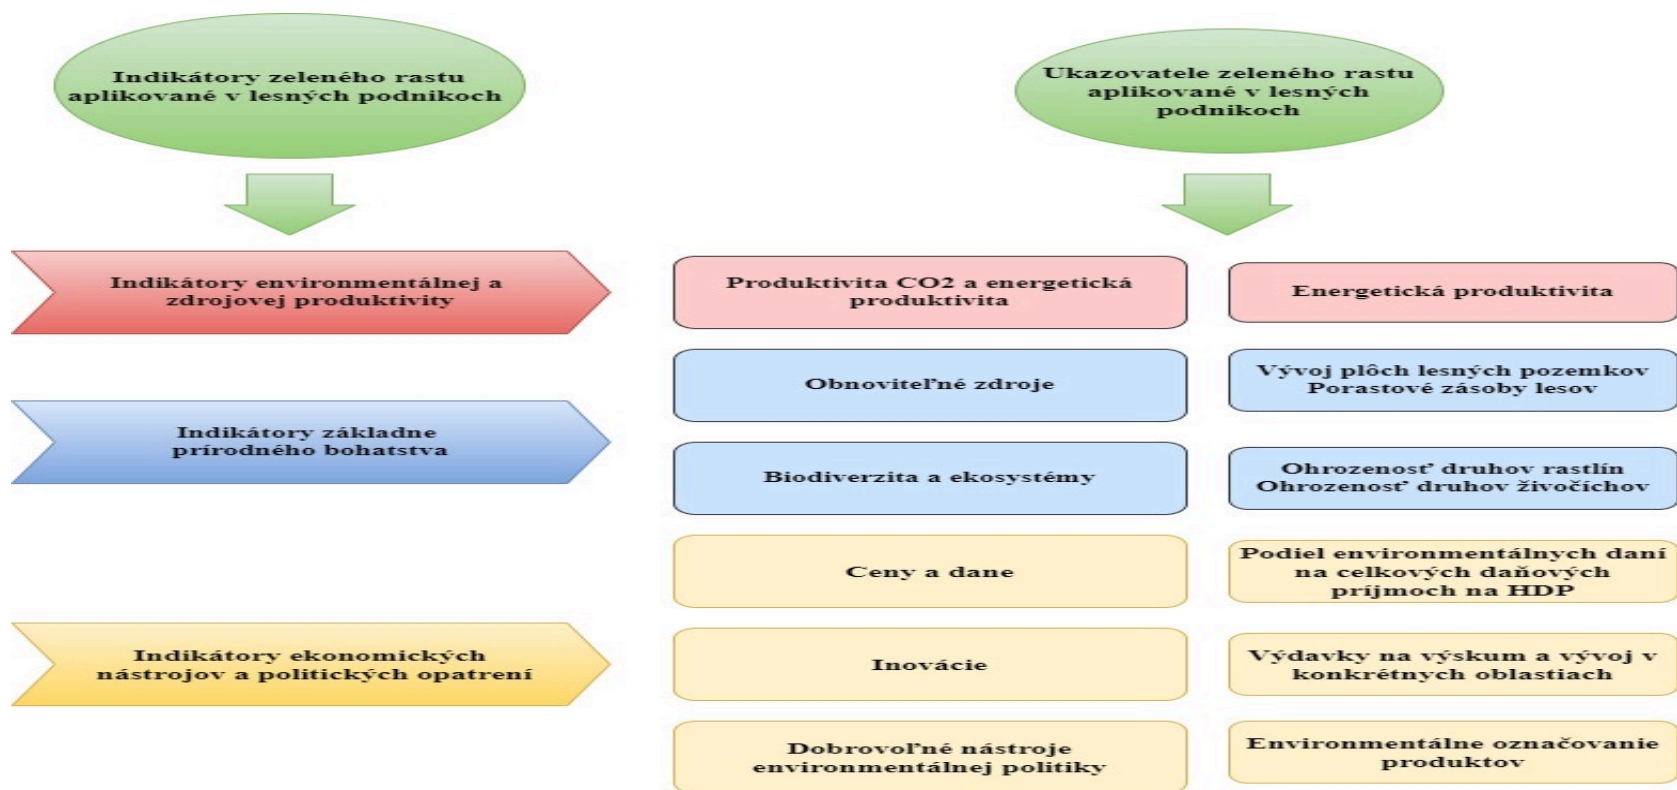 Indikátory zeleného rastu
aplikované v lesných podnikoch
Ukazovatele zeleného rastu
aplikované v lesných
podnikoch
Indikátory environmentálnej a
zdrojovej produktivity
Produktivita CO2 a energetická
produktivita
Energetická produktivita
Indikátory základne
prírodného bohatstva
Obnoviteľné zdroje
Vývoj plôch lesných pozemkov
Porastové zásoby lesov
Biodiverzita a ekosystémy
Ohrozenosť druhov rastlín
Ohrozenosť druhov živočíchov
Indikátory ekonomických
nástrojov a politických opatrení
Ceny a dane
Podiel environmentálnych daní
na celkových daňových
príjmoch na HDP
Inovácie
Výdavky na výskum a vývoj v
konkrétnych oblastiach
Dobrovoľné nástroje
environmentálnej politiky
Environmentálne označovanie
produktov